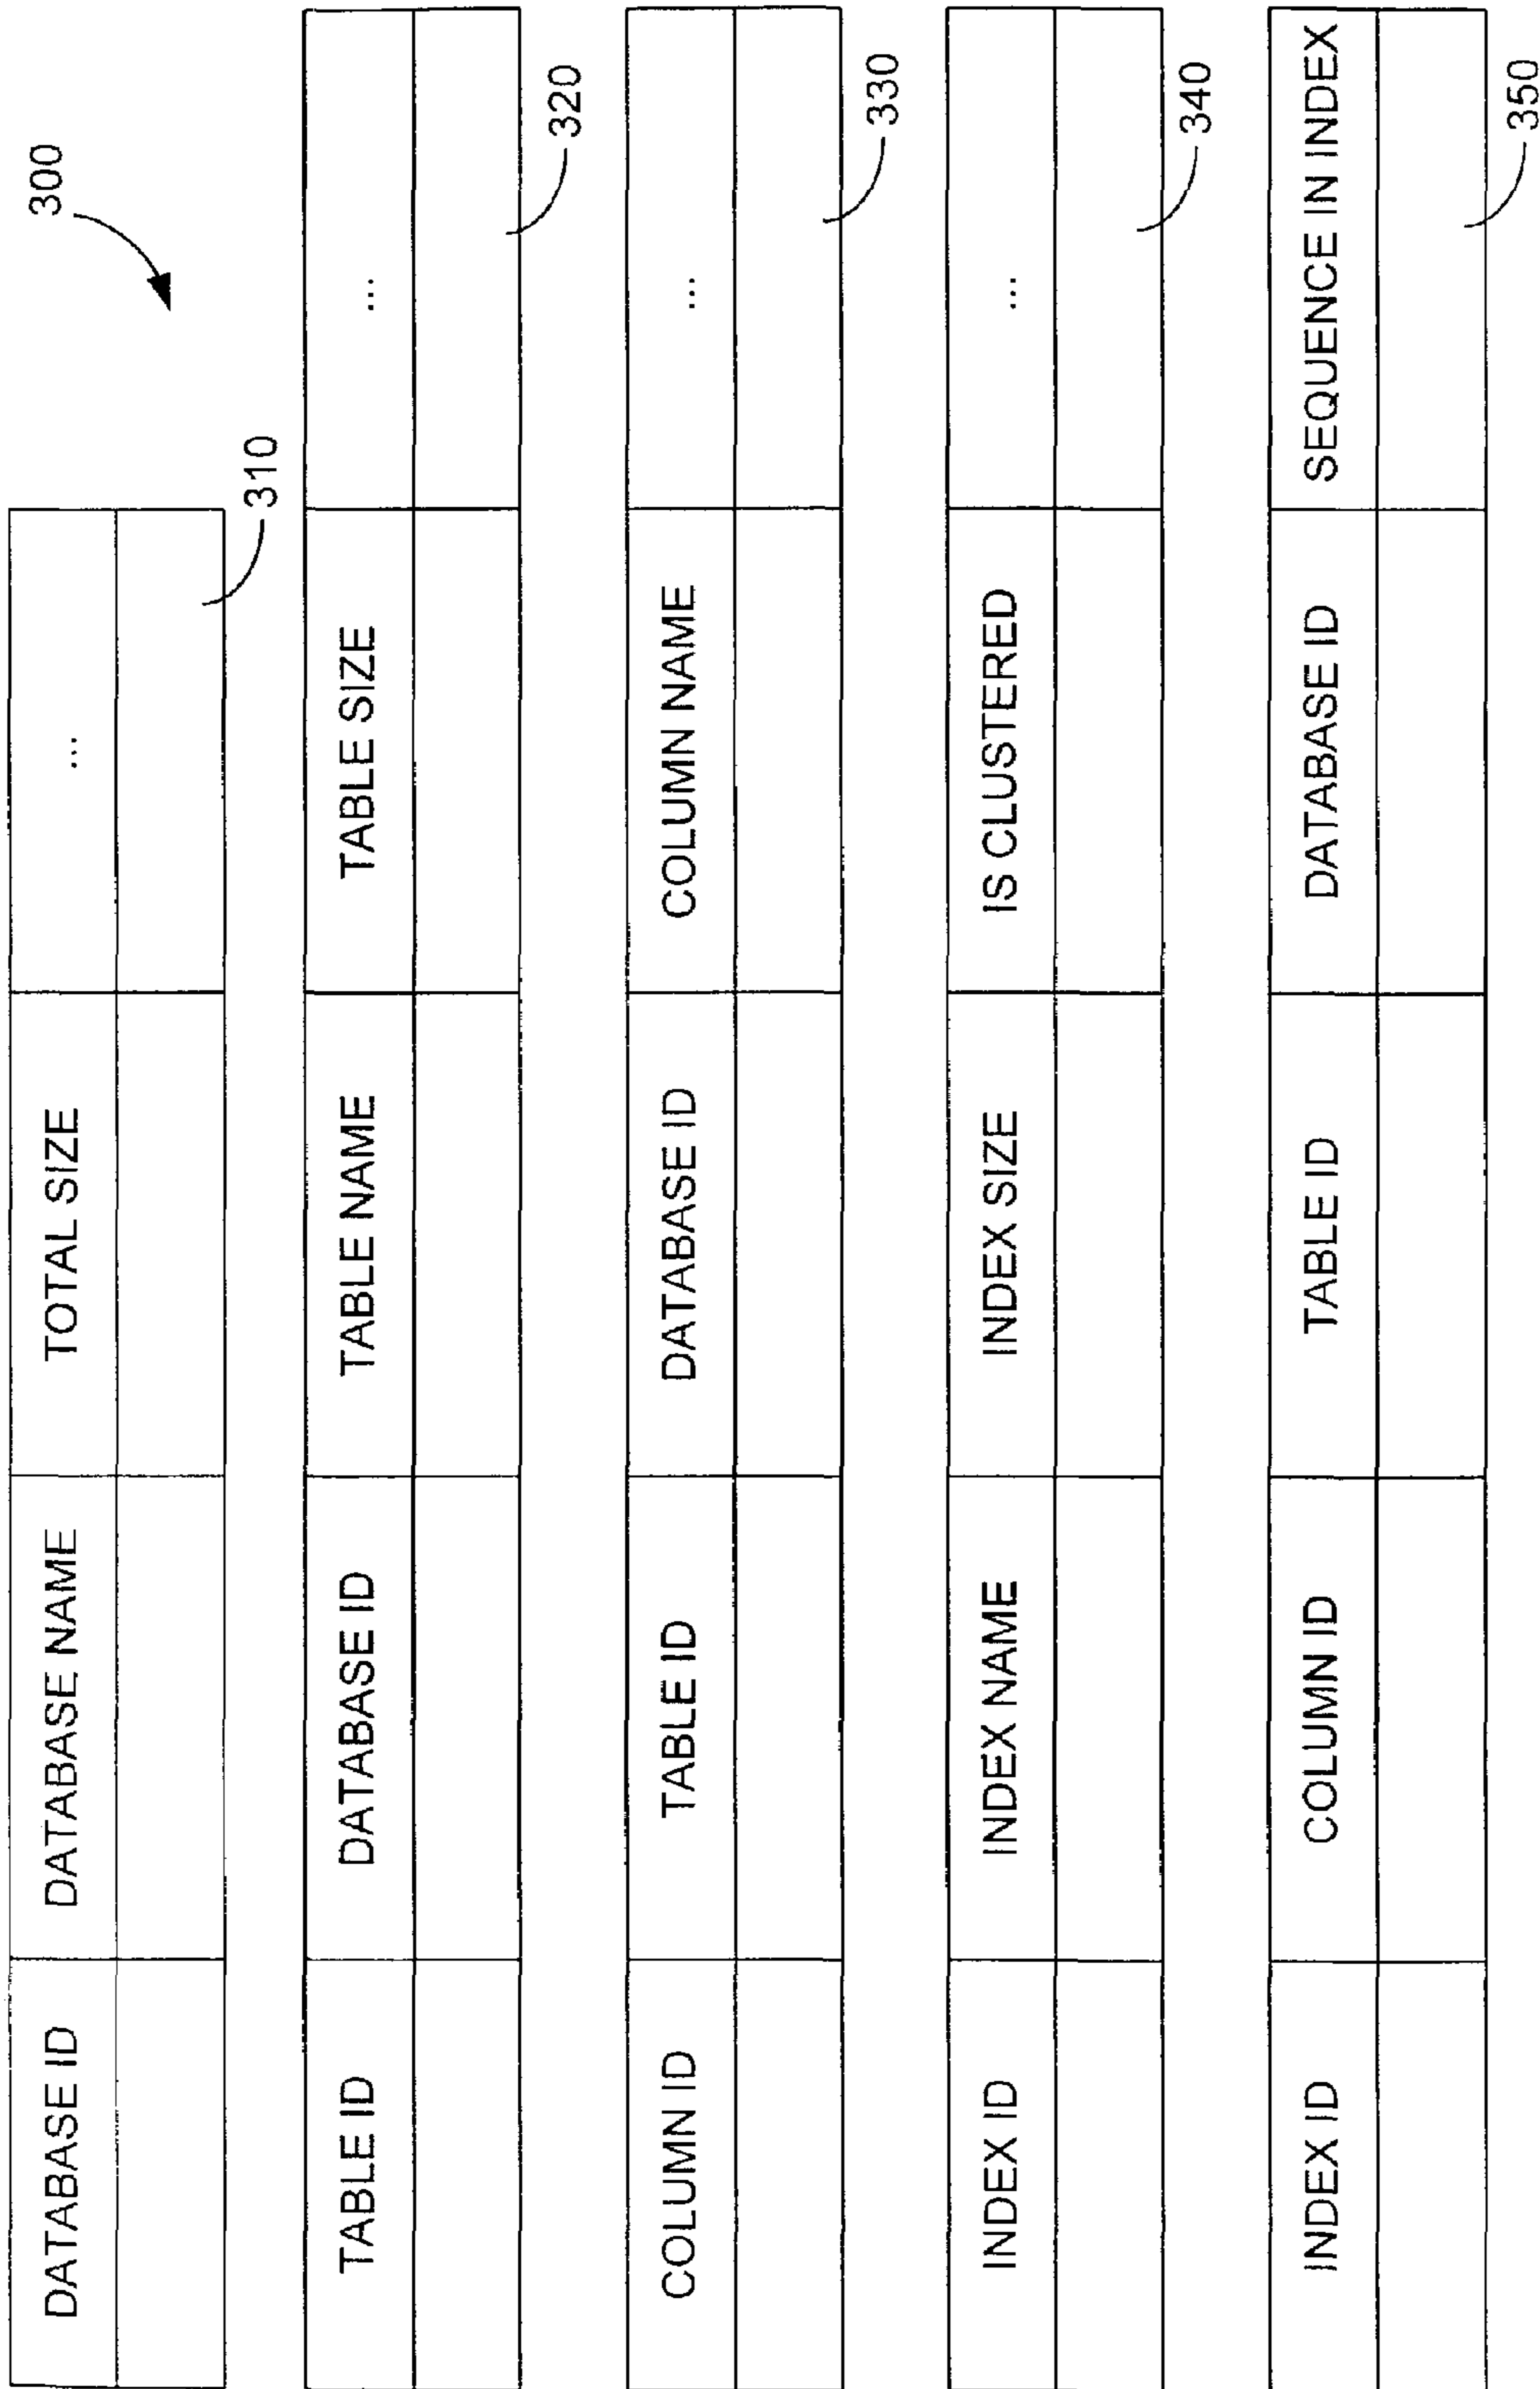 300
DATABASE ID DATABASE NAME TOTAL SIZE ...
310
TABLE ID DATABASE ID TABLE NAME TABLE SIZE ...
320
COLUMN ID TABLE ID DATABASE ID COLUMN NAME ...
330
INDEX ID INDEX NAME INDEX SIZE IS CLUSTERED ...
340
INDEX ID COLUMN ID TABLE ID DATABASE ID SEQUENCE IN INDEX
350